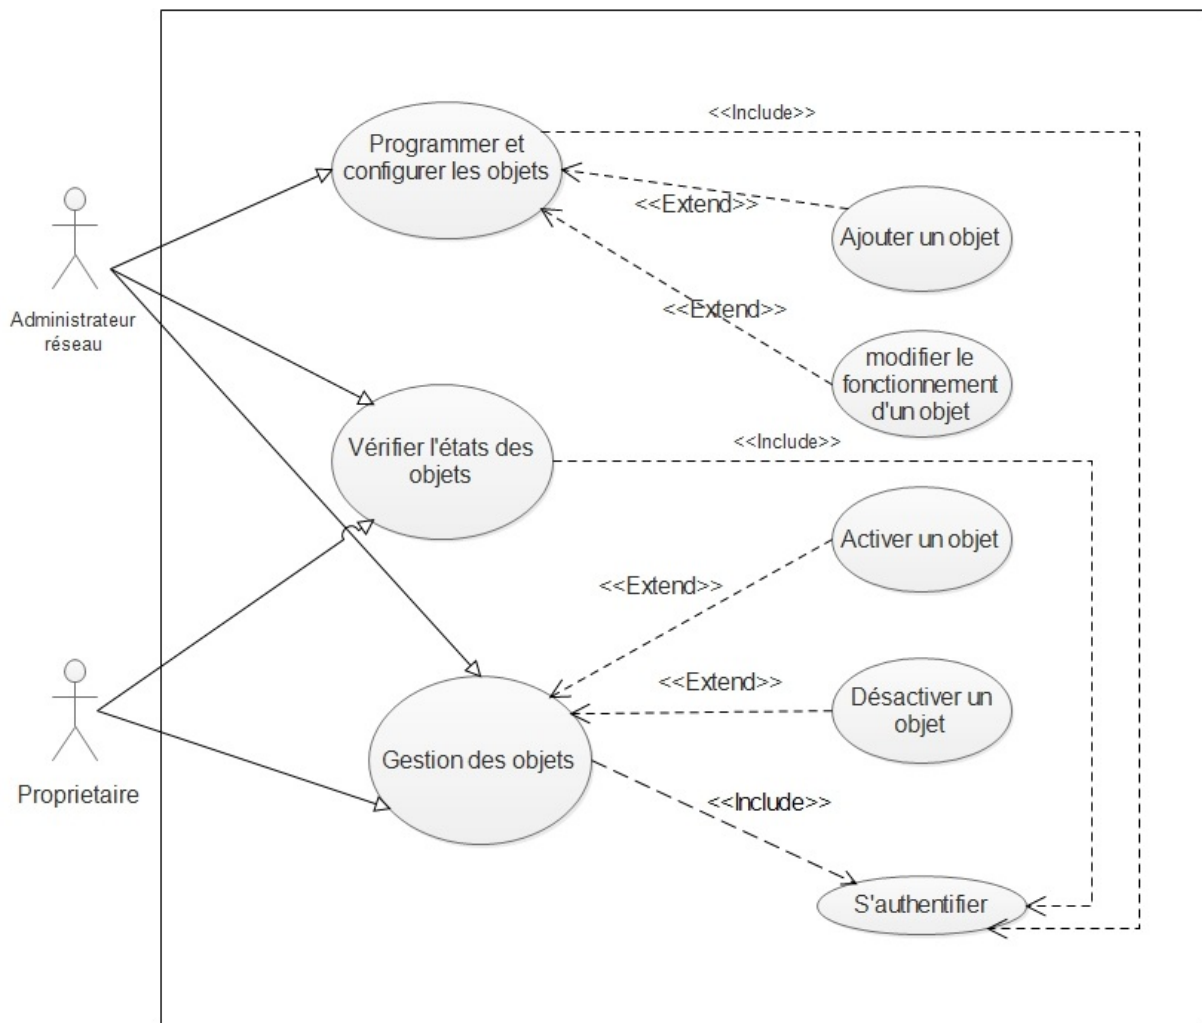 <<Include>>
Programmer et
configurer les objets
<<Extend>>
Ajouter un objet
Administrateur
réseau
<<Extend>>
modifier le
fonctionnement
d'un objet
Vérifier l'états des
objets
<<Include>>
Activer un objet
<<Extend>>
Désactiver un
objet
<<Extend>>
Gestion des objets
Proprietaire
<<Include>>
S'authentifier